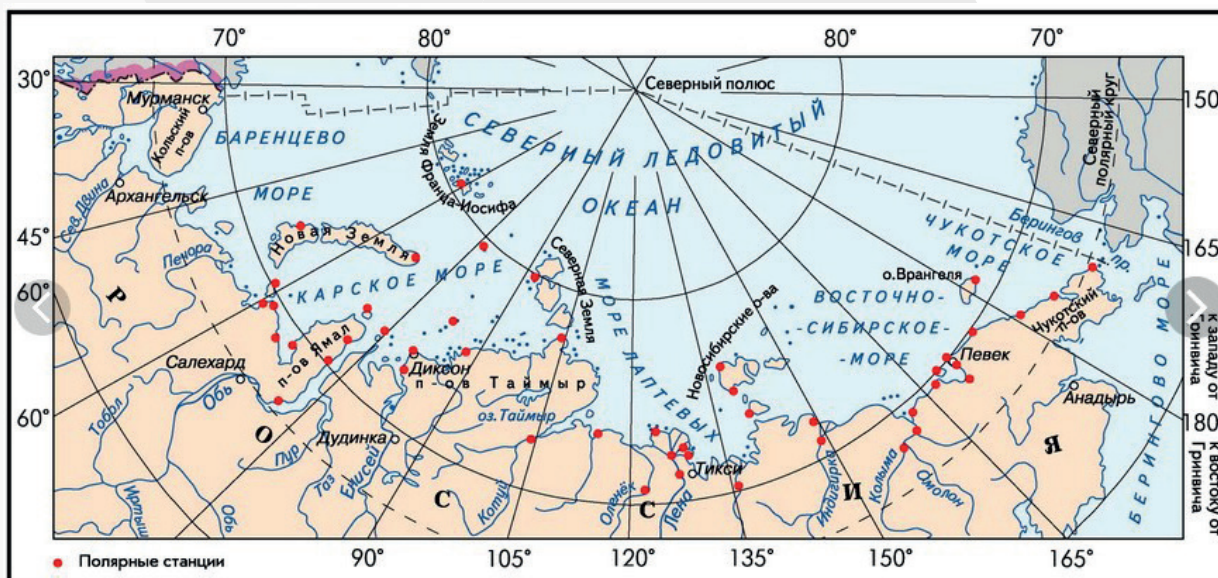 70°
80°
80°
70°
30°
150
Мурманск
Кольский
п-ов
БАРЕНЦЕВО
МОРЕ
Северный полюс
СЕВЕРНЫЙ ЛЕДОВИТЫЙ
ОКЕАН
Северный
полярный круг
Земля Франца-Иосифа
Архангельск
Сев. Двина
Печора
Новая Земля
КАРСКОЕ МОРЕ
Северная Земля
МОРЕ ЛАПТЕВЫХ
Новосибирские о-ва
ВОСТОЧНО-
-СИБИРСКОЕ-
-МОРЕ
о.Врангеля
ЧУКОТСКОЕ
МОРЕ
Берингов
пр.
Чукотский
п-ов
БЕРИНГОВО МОРЕ
45°
60°
60°
165
180
к западу от
Гринвича
к востоку от
Гринвича
Салехард
п-ов Ямал
Диксон
п-ов Таймыр
оз.Таймыр
Певек
Анадырь
Обь
Тобол
Дудинка
Пур
Таз
Енисей
Иртыш
Обь
Котуй
Оленёк
Лена
Тикси
Индигирка
Колыма
Омолон
РОССИЯ
90°
105°
120°
135°
150°
165°
Полярные станции